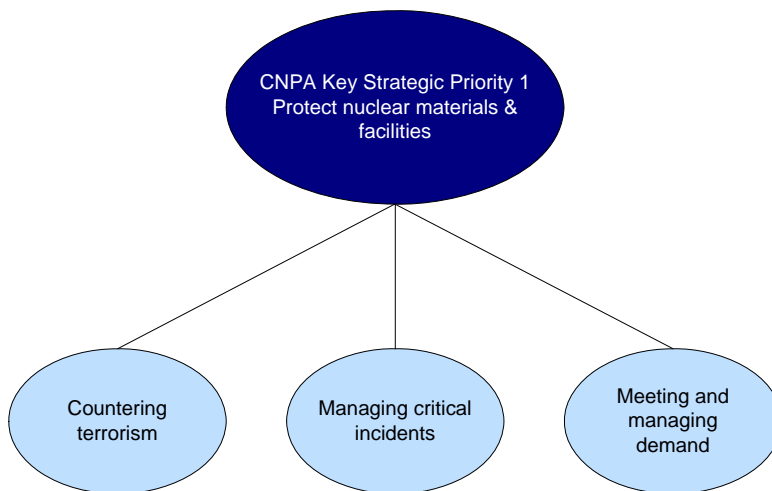 CNPA Key Strategic Priority 1
Protect nuclear materials &
facilities
Countering
terrorism
Managing critical
incidents
Meeting and
managing
demand